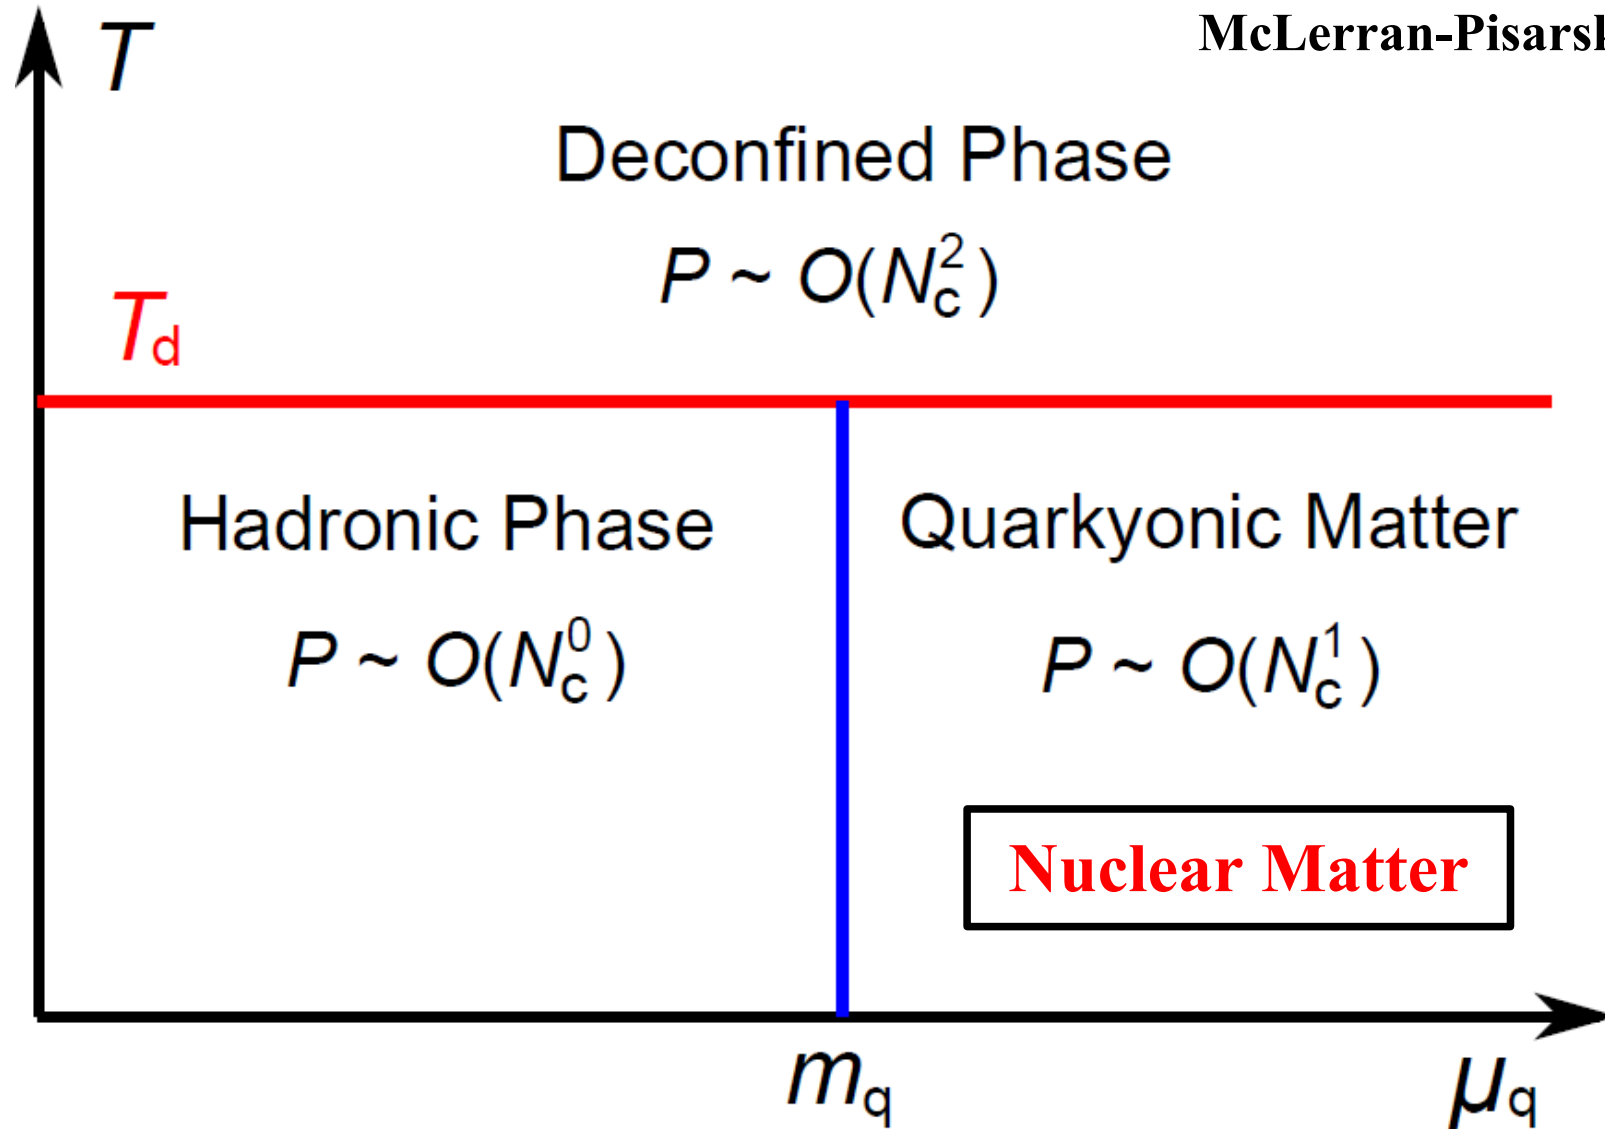 T
McLerran-Pisarsk
Deconfined Phase
P ~ O(N_c^2)
T_d
Hadronic Phase
Quarkyonic Matter
P ~ O(N_c^0)
P ~ O(N_c^1)
Nuclear Matter
m_q
μ_q